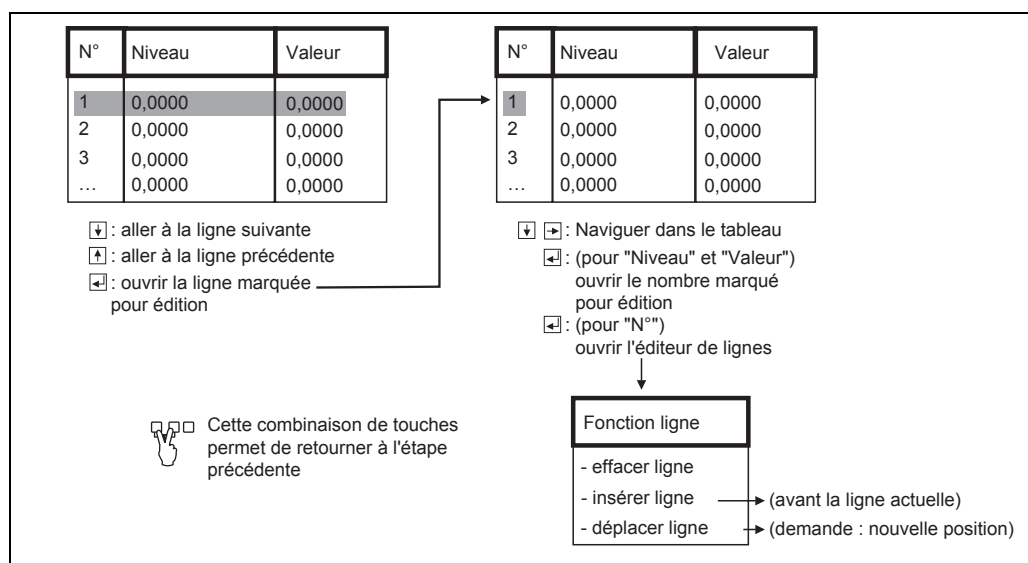 N° Niveau Valeur
1 0,0000 0,0000
2 0,0000 0,0000
3 0,0000 0,0000
... 0,0000 0,0000
: aller à la ligne suivante
: aller à la ligne précédente
: ouvrir la ligne marquée
pour édition
Cette combinaison de touches
permet de retourner à l'étape
précédente
N° Niveau Valeur
1 0,0000 0,0000
2 0,0000 0,0000
3 0,0000 0,0000
... 0,0000 0,0000
: Naviguer dans le tableau
: (pour "Niveau" et "Valeur")
ouvrir le nombre marqué
pour édition
: (pour "N°")
ouvrir l'éditeur de lignes
Fonction ligne
- effacer ligne
- insérer ligne (avant la ligne actuelle)
- déplacer ligne (demande : nouvelle position)